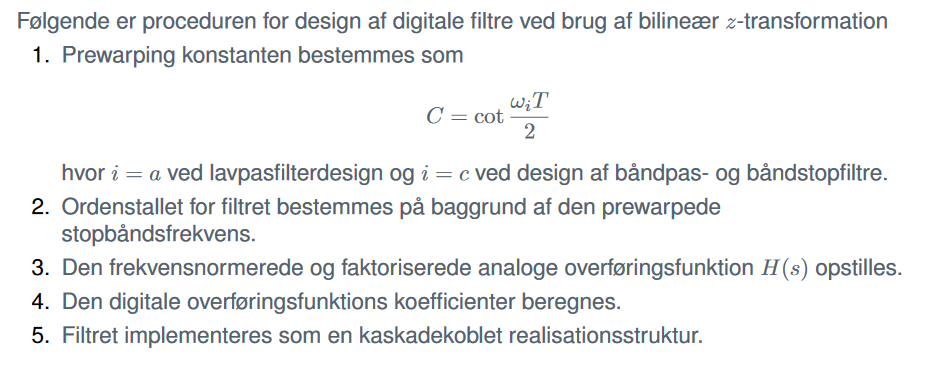 Følgende er proceduren for design af digitale filtre ved brug af bilineær z-transformation
1. Prewarping konstanten bestemmes som
C = cot ωᵢT / 2
hvor i = a ved lavpasfilterdesign og i = c ved design af båndpas- og båndstopfiltre.
2. Ordenstallet for filtret bestemmes på baggrund af den prewarpede
stopbåndsfrekvens.
3. Den frekvensnormerede og faktoriserede analoge overføringsfunktion H(s) opstilles.
4. Den digitale overføringsfunktions koefficienter beregnes.
5. Filtret implementeres som en kaskadekoblet realisationsstruktur.